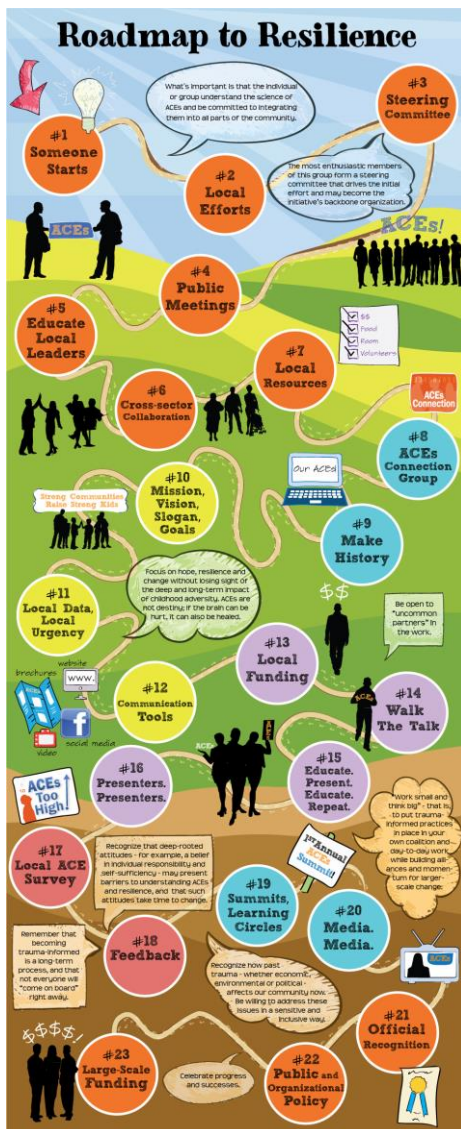 Roadmap to Resilience
#1
Someone
Starts
What's important is that the individual
or group understand the science of
ACEs and be committed to integrating
them into all parts of the community.
#3
Steering
Committee
#2
Local
Efforts
The most enthusiastic members
of this group form a steering
committee that drives the initial
effort and may become the
initiative's backbone organization.
ACEs
ACEs!
#4
Public
Meetings
#5
Educate
Local
Leaders
$$
Food
Room
Volunteers
#7
Local
Resources
#6
Cross-sector
Collaboration
ACEs
Connection
#8
ACEs
Connection
Group
Our ACEs!
#10
Mission,
Vision,
Slogan,
Goals
Strong Communities
Raise Strong Kids
#9
Make
History
Focus on hope, resilience and
change without losing sight of
the deep and long-term impact
of childhood adversity. ACEs are
not destiny; if the brain can be
hurt, it can also be healed.
#11
Local Data,
Local
Urgency
$$
Be open to
"uncommon
partners" in
the work.
#13
Local
Funding
website
brochures
www.
video
social media
#12
Communication
Tools
#14
Walk
The Talk
ACEs
ACEs
#15
Educate.
Present.
Educate.
Repeat.
#16
Presenters.
Presenters.
ACEs
Too
High!
"Work small and
think big" - that is,
to put trauma-
informed practices
in place in your
own coalition and
day-to-day work,
while building alli-
ances and momen-
tum for larger-
scale change.
1st Annual
ACEs
Summit
#17
Local ACE
Survey
Recognize that deep-rooted
attitudes - for example, a belief
in individual responsibility and
self-sufficiency - may present
barriers to understanding ACEs
and resilience, and that such
attitudes take time to change.
#19
Summits,
Learning
Circles
#20
Media.
Media.
Remember that
becoming
trauma-informed
is a long-term
process, and that
not everyone will
"come on board"
right away.
#18
Feedback
Recognize how past
trauma - whether economic,
environmental or political -
affects our community now.
Be willing to address these
issues in a sensitive and
inclusive way.
ACEs
#21
Official
Recognition
$$$$!
#23
Large-Scale
Funding
Celebrate progress
and successes.
#22
Public and
Organizational
Policy